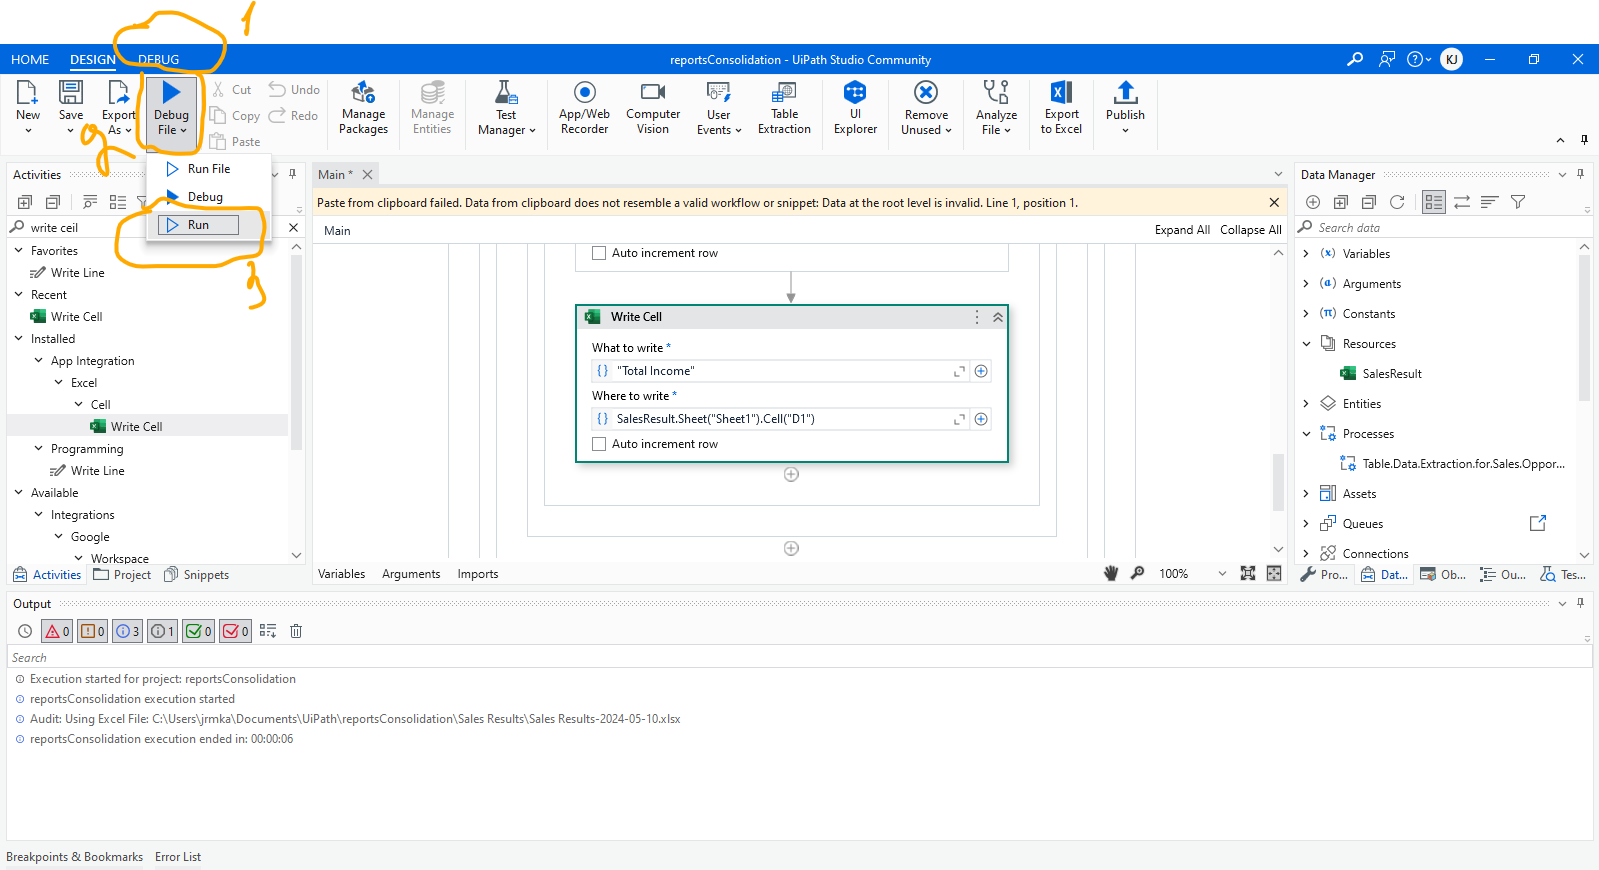 1
HOME DESIGN DEBUG reportsConsolidation - UiPath Studio Community KJ
New Save Export As Debug File Cut Copy Paste Undo Redo Manage Packages Manage Entities Test Manager App/Web Recorder Computer Vision User Events Table Extraction UI Explorer Remove Unused Analyze File Export to Excel Publish
2
Run File
Debug
Run
3
Activities
write ceil
Favorites
Write Line
Recent
Write Cell
Installed
App Integration
Excel
Cell
Write Cell
Programming
Write Line
Available
Integrations
Google
Workspace
Activities Project Snippets
Main *
Paste from clipboard failed. Data from clipboard does not resemble a valid workflow or snippet: Data at the root level is invalid. Line 1, position 1.
Main Expand All Collapse All
Auto increment row
Write Cell
What to write *
"Total Income"
Where to write *
SalesResult.Sheet("Sheet1").Cell("D1")
Auto increment row
Variables Arguments Imports 100%
Data Manager
Search data
(x) Variables
(a) Arguments
(π) Constants
Resources
SalesResult
Entities
Processes
Table.Data.Extraction.for.Sales.Oppor...
Assets
Queues
Connections
Pro... Dat... Ob... Ou... Tes...
Output
0 0 3 1 0 0
Search
Execution started for project: reportsConsolidation
reportsConsolidation execution started
Audit: Using Excel File: C:\Users\jrmka\Documents\UiPath\reportsConsolidation\Sales Results\Sales Results-2024-05-10.xlsx
reportsConsolidation execution ended in: 00:00:06
Breakpoints & Bookmarks Error List